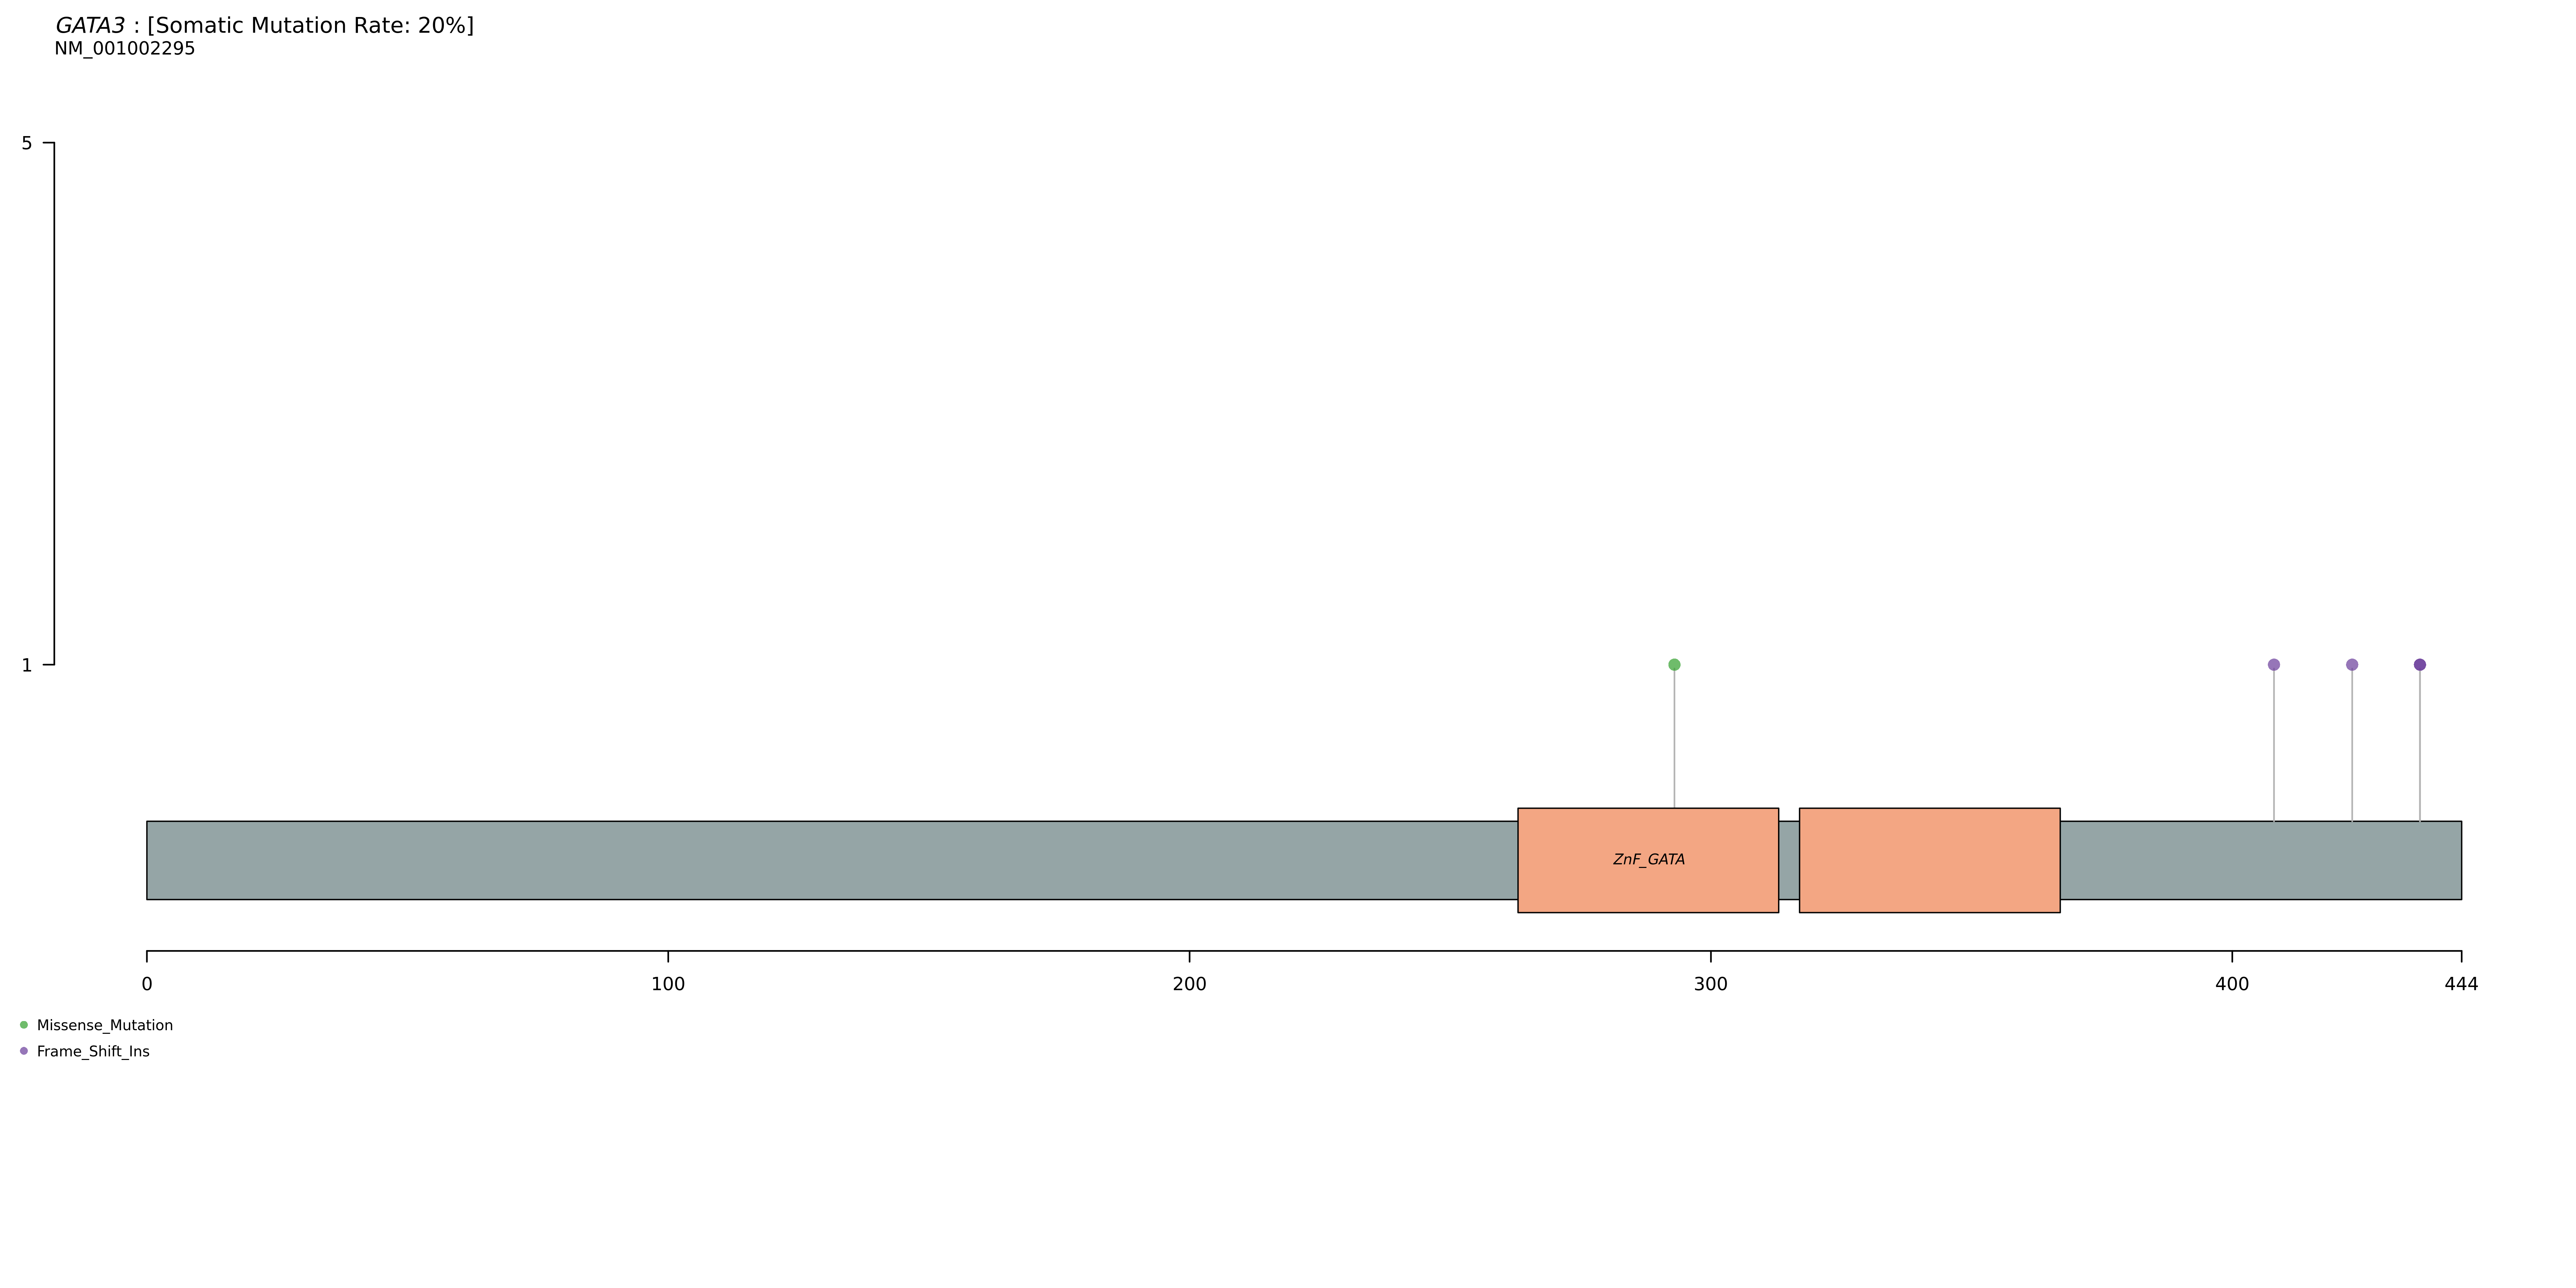 GATA3 : [Somatic Mutation Rate: 20%]
NM_001002295
5
1
ZnF_GATA
0 100 200 300 400 444
Missense_Mutation
Frame_Shift_Ins